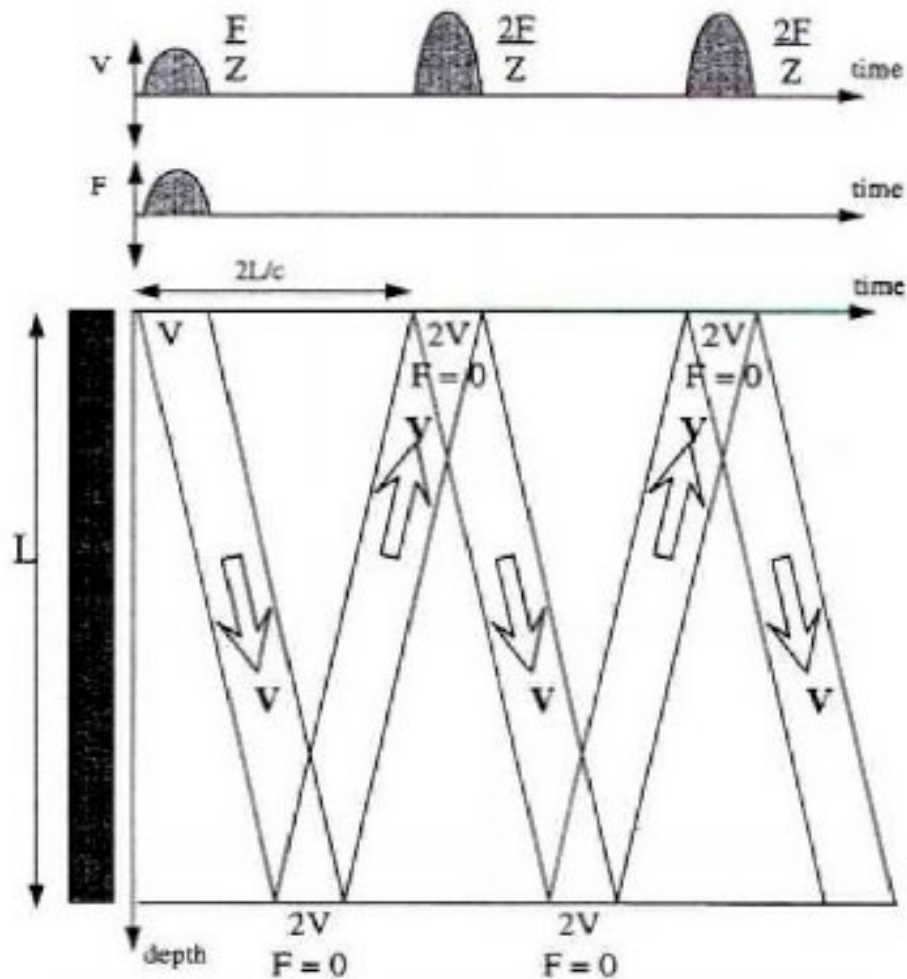 V
F
Z
2F
Z
2F
Z
time
F
time
2L/c
time
V
2V
F = 0
2V
F = 0
V
V
L
V
V
V
2V
F = 0
2V
F = 0
depth